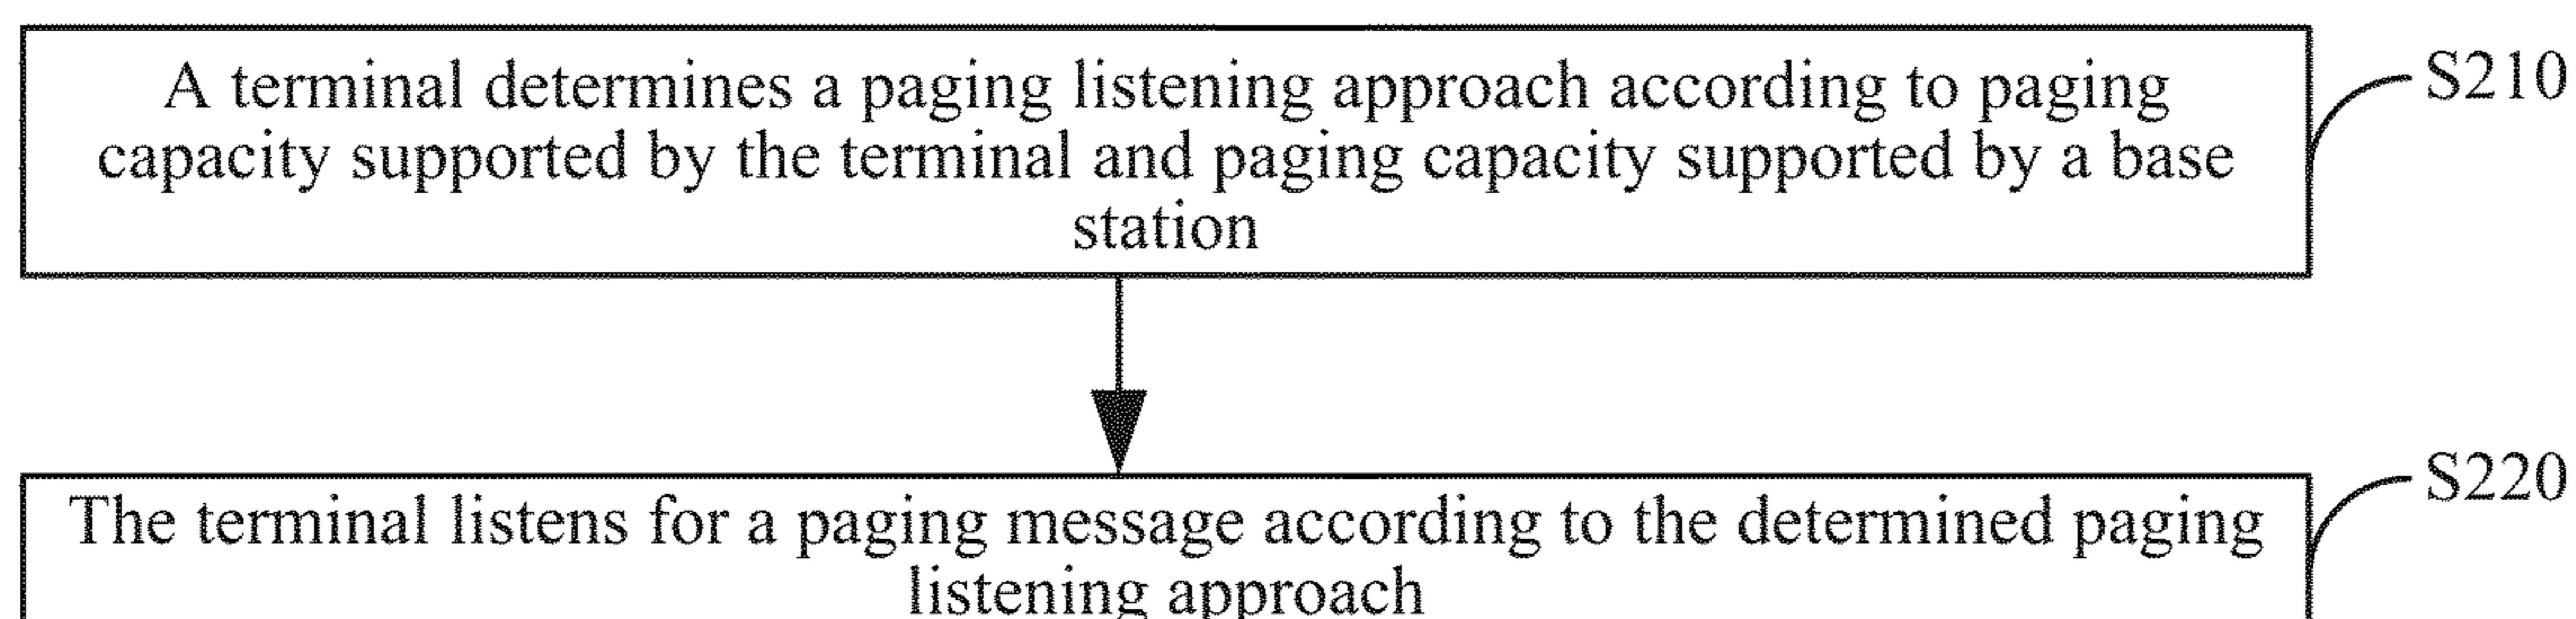 A terminal determines a paging listening approach according to paging
capacity supported by the terminal and paging capacity supported by a base
station
S210
The terminal listens for a paging message according to the determined paging
listening approach
S220